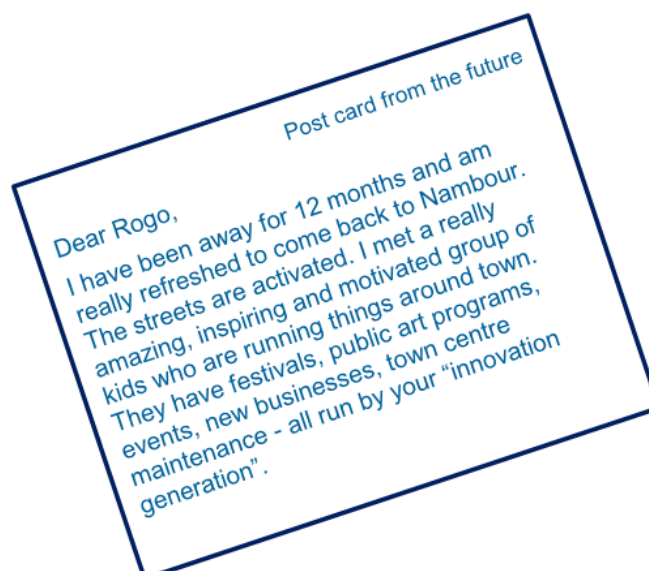 Post card from the future
Dear Rogo,
I have been away for 12 months and am
really refreshed to come back to Nambour.
The streets are activated. I met a really
amazing, inspiring and motivated group of
kids who are running things around town.
They have festivals, public art programs,
events, new businesses, town centre
maintenance - all run by your “innovation
generation”.